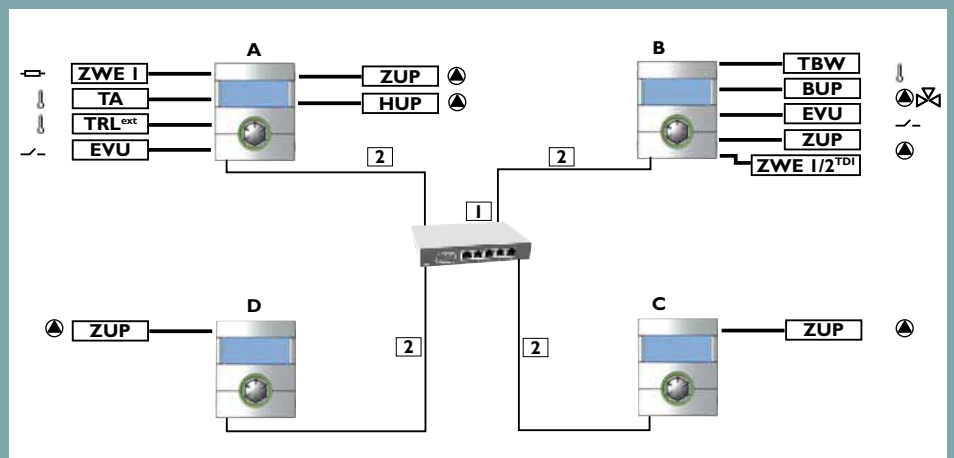 A
ZWE 1
TA
TRLext
EVU
ZUP
HUP
B
TBW
BUP
EVU
ZUP
ZWE 1/2TDI
2
2
1
D
ZUP
2
2
C
ZUP